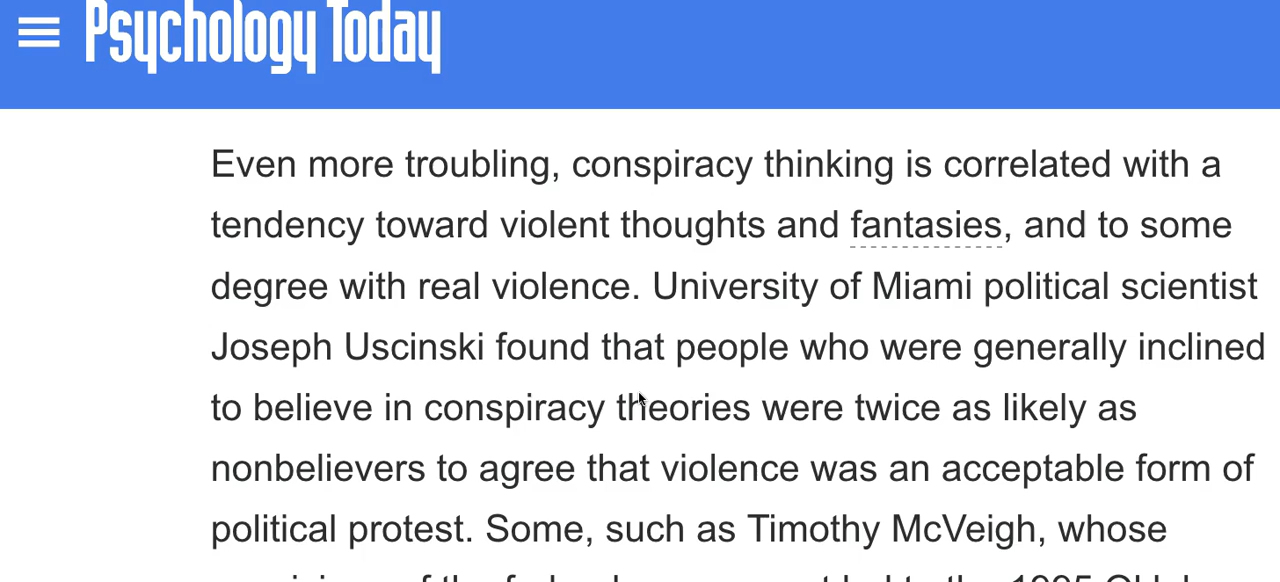 Psychology Today
Even more troubling, conspiracy thinking is correlated with a
tendency toward violent thoughts and fantasies, and to some
degree with real violence. University of Miami political scientist
Joseph Uscinski found that people who were generally inclined
to believe in conspiracy theories were twice as likely as
nonbelievers to agree that violence was an acceptable form of
political protest. Some, such as Timothy McVeigh, whose